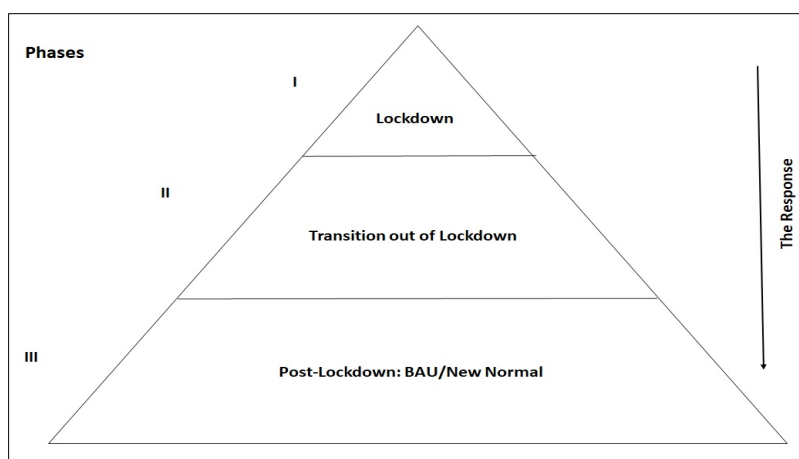 Phases
I
Lockdown
II
Transition out of Lockdown
The Response
III
Post-Lockdown: BAU/New Normal